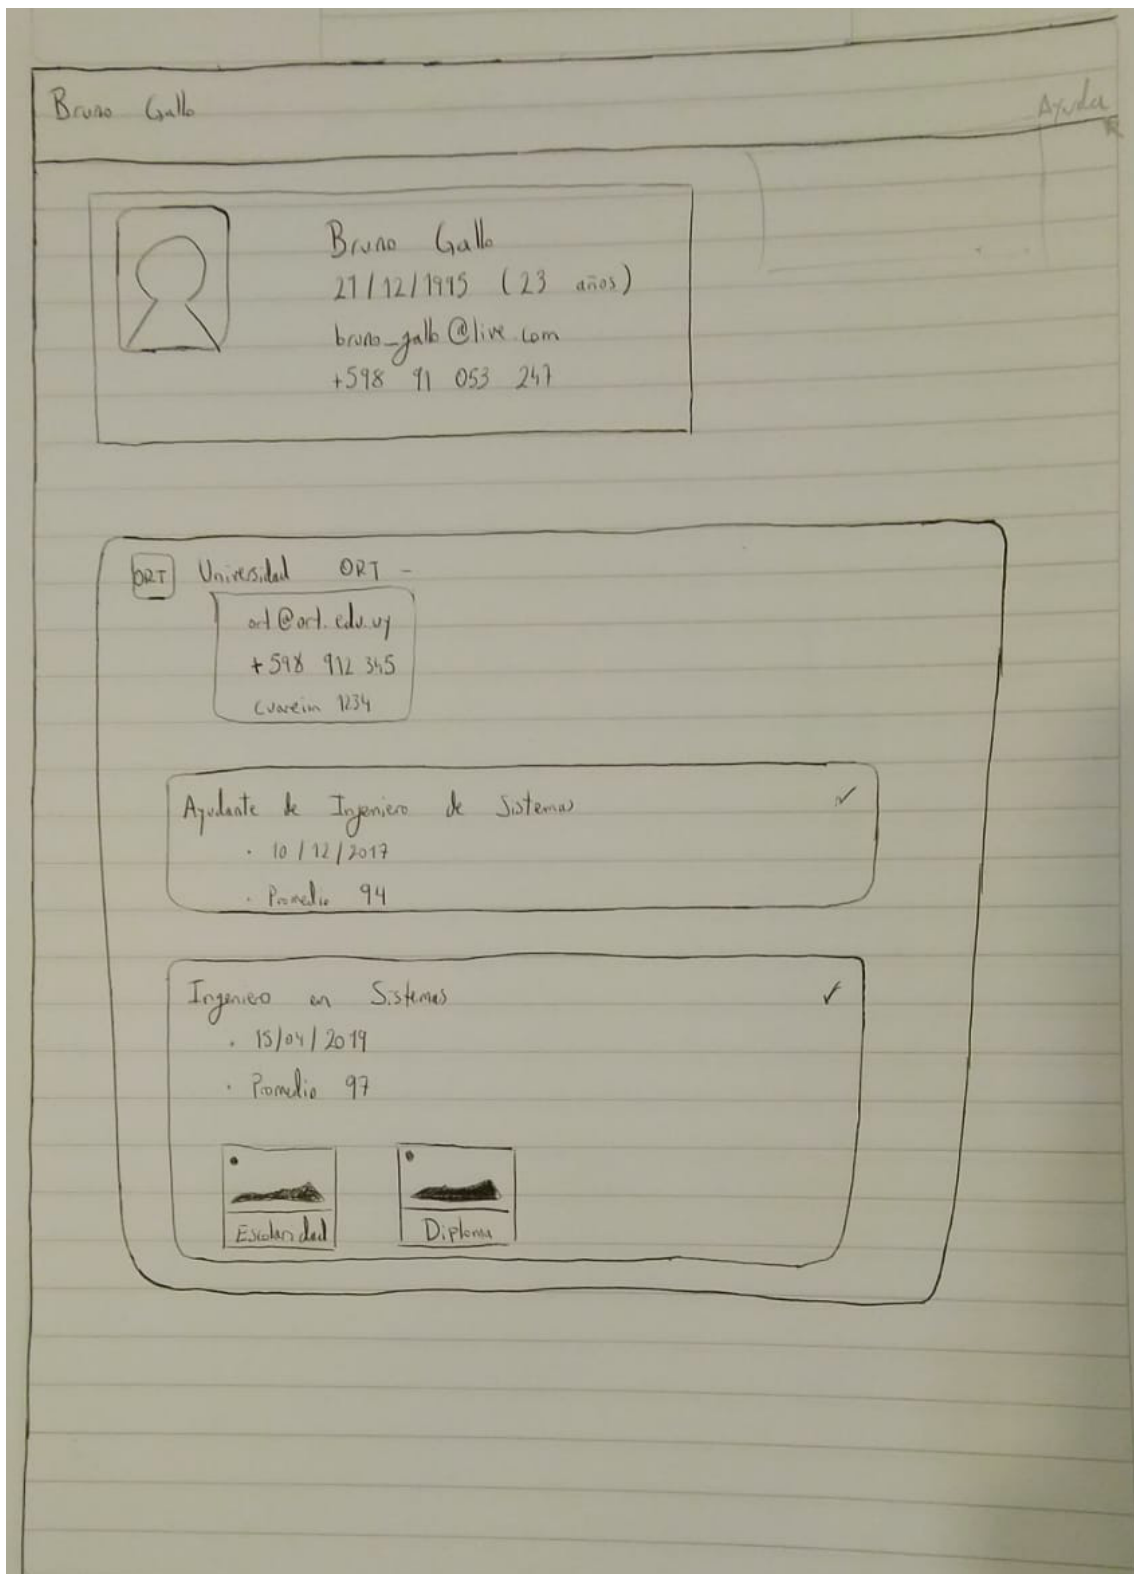 Bruno Gallo
Ayuda
Bruno Gallo
27/12/1995 (23 años)
bruno_gallo@live.com
+598 91 053 247
ORT Universidad ORT -
ort@ort.edu.uy
+598 912 345
Cuareim 1234
Ayudante de Ingeniero de Sistemas ✓
· 10/12/2017
· Promedio 94
Ingeniero en Sistemas ✓
· 15/04/2019
· Promedio 97
Escolaridad Diploma